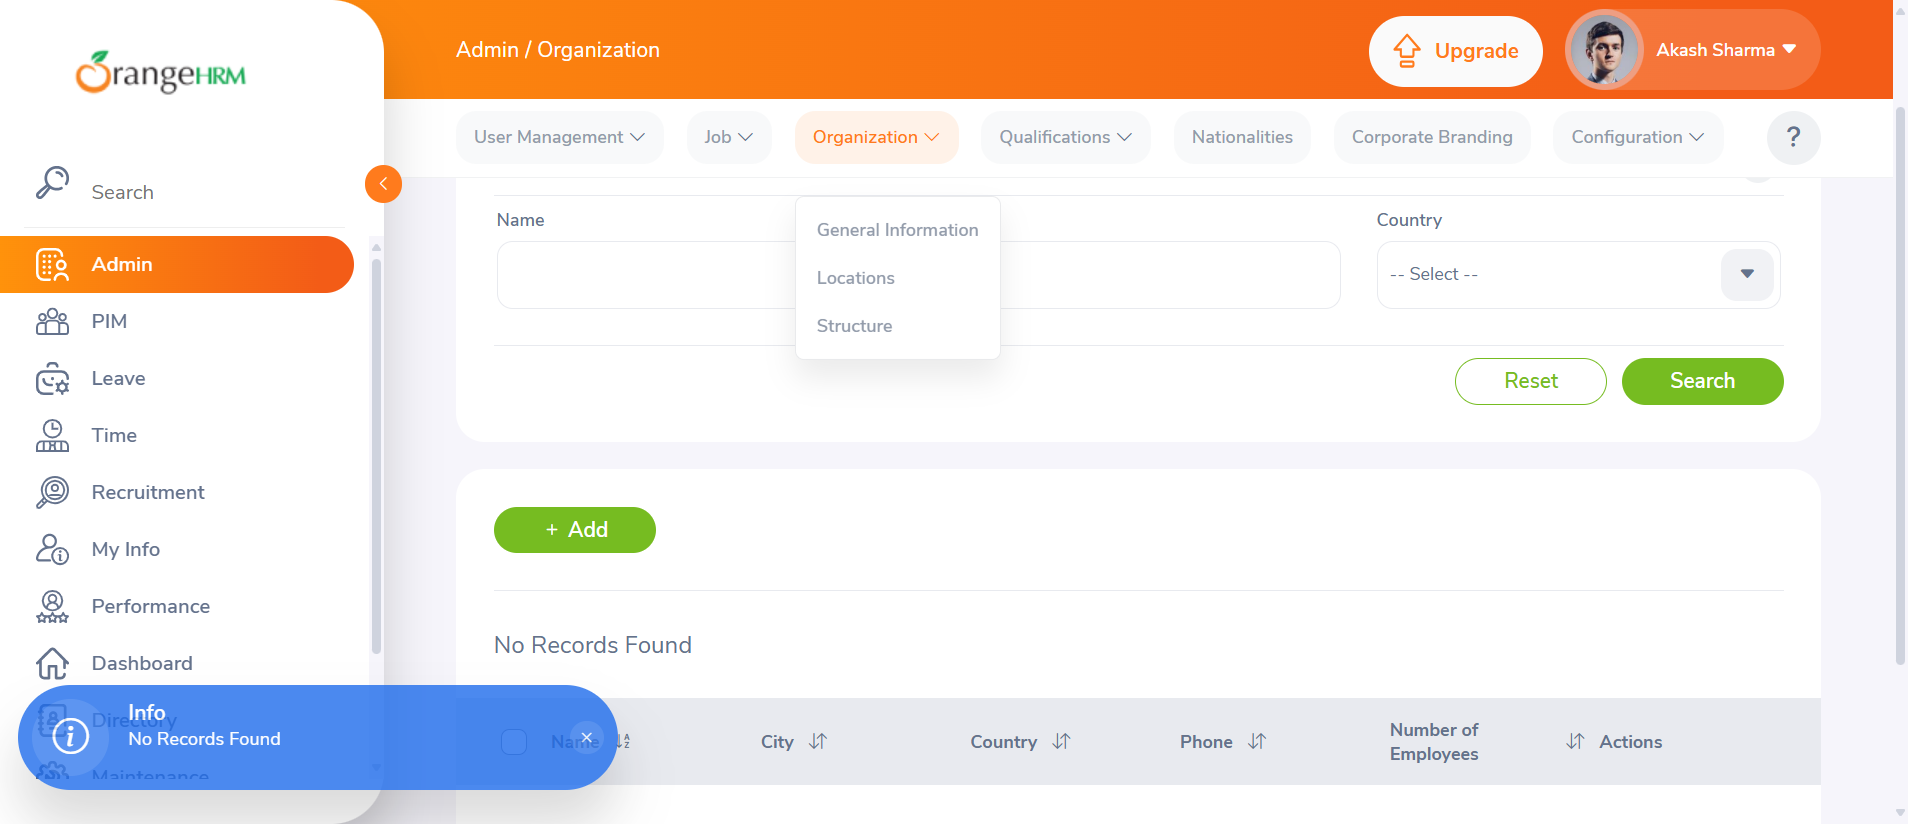 OrangeHRM
Admin / Organization
Upgrade
Akash Sharma
User Management
Job
Organization
Qualifications
Nationalities
Corporate Branding
Configuration
?
Search
Admin
PIM
Leave
Time
Recruitment
My Info
Performance
Dashboard
Directory
Maintenance
Name
General Information
Locations
Structure
Country
-- Select --
Reset
Search
+ Add
No Records Found
Info
No Records Found
Name
City
Country
Phone
Number of
Employees
Actions